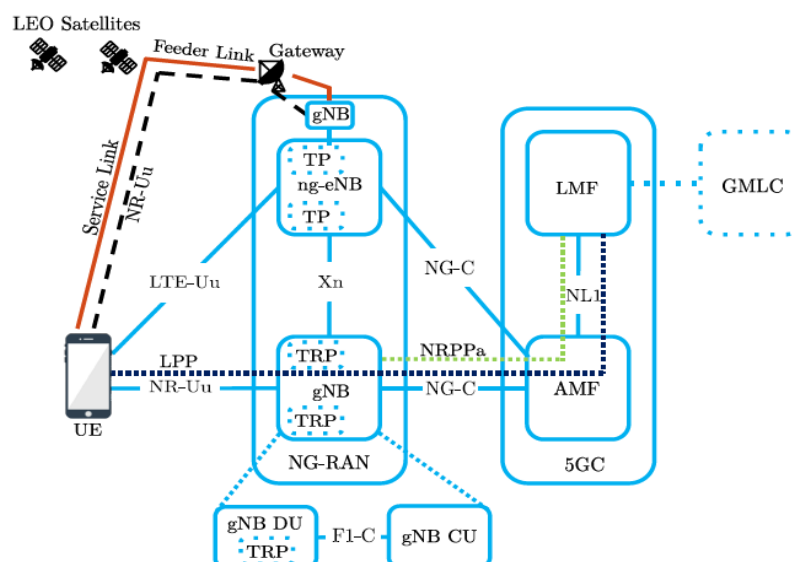 LEO Satellites
Feeder Link
Gateway
gNB
Service Link
NR-Uu
TP
ng-eNB
TP
LMF
GMLC
LTE-Uu
Xn
NG-C
NL1
TRP
NRPPa
LPP
NR-Uu
gNB
NG-C
AMF
TRP
UE
NG-RAN
5GC
gNB DU
F1-C
gNB CU
TRP